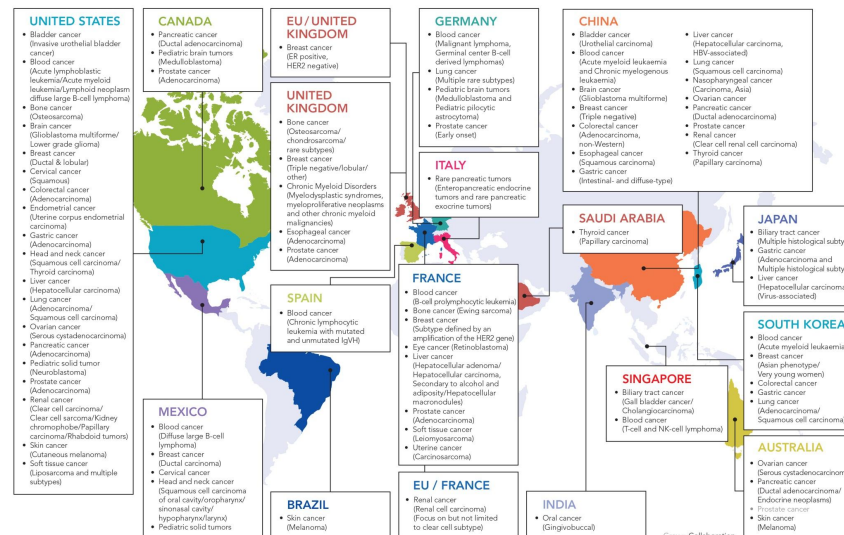 UNITED STATES
• Bladder cancer
(Invasive urothelial bladder
cancer)
• Blood cancer
(Acute lymphoblastic
leukemia/Acute myeloid
leukemia/Lymphoid neoplasm
diffuse large B-cell lymphoma)
• Bone cancer
(Osteosarcoma)
• Brain cancer
(Glioblastoma multiforme/
Lower grade glioma)
• Breast cancer
(Ductal & lobular)
• Cervical cancer
(Squamous)
• Colorectal cancer
(Adenocarcinoma)
• Endometrial cancer
(Uterine corpus endometrial
carcinoma)
• Gastric cancer
(Adenocarcinoma)
• Head and neck cancer
(Squamous cell carcinoma/
Thyroid carcinoma)
• Liver cancer
(Hepatocellular carcinoma)
• Lung cancer
(Adenocarcinoma/
Squamous cell carcinoma)
• Ovarian cancer
(Serous cystadenocarcinoma)
• Pancreatic cancer
(Adenocarcinoma)
• Pediatric solid tumor
(Neuroblastoma)
• Prostate cancer
(Adenocarcinoma)
• Renal cancer
(Clear cell carcinoma/
Clear cell sarcoma/Kidney
chromophobe/Papillary
carcinoma/Rhabdoid tumors)
• Skin cancer
(Cutaneous melanoma)
• Soft tissue cancer
(Liposarcoma and multiple
subtypes)
CANADA
• Pancreatic cancer
(Ductal adenocarcinoma)
• Pediatric brain tumors
(Medulloblastoma)
• Prostate cancer
(Adenocarcinoma)
MEXICO
• Blood cancer
(Diffuse large B-cell
lymphoma)
• Breast cancer
(Ductal carcinoma)
• Cervical cancer
• Head and neck cancer
(Squamous cell carcinoma
of oral cavity/oropharynx/
sinonasal cavity/
hypopharynx/larynx)
• Pediatric solid tumors
EU / UNITED
KINGDOM
• Breast cancer
(ER positive,
HER2 negative)
UNITED
KINGDOM
• Bone cancer
(Osteosarcoma/
chondrosarcoma/
rare subtypes)
• Breast cancer
(Triple negative/lobular/
other)
• Chronic Myeloid Disorders
(Myelodysplastic syndromes,
myeloproliferative neoplasms
and other chronic myeloid
malignancies)
• Esophageal cancer
(Adenocarcinoma)
• Prostate cancer
(Adenocarcinoma)
SPAIN
• Blood cancer
(Chronic lymphocytic
leukemia with mutated
and unmutated IgVH)
BRAZIL
• Skin cancer
(Melanoma)
GERMANY
• Blood cancer
(Malignant lymphoma,
Germinal center B-cell
derived lymphomas)
• Lung cancer
(Multiple rare subtypes)
• Pediatric brain tumors
(Medulloblastoma and
Pediatric pilocytic
astrocytoma)
• Prostate cancer
(Early onset)
ITALY
• Rare pancreatic tumors
(Enteropancreatic endocrine
tumors and rare pancreatic
exocrine tumors)
FRANCE
• Blood cancer
(B-cell prolymphocytic leukemia)
• Bone cancer (Ewing sarcoma)
• Breast cancer
(Subtype defined by an
amplification of the HER2 gene)
• Eye cancer (Retinoblastoma)
• Liver cancer
(Hepatocellular adenoma/
Hepatocellular carcinoma,
Secondary to alcohol and
adiposity/Hepatocellular
macronodules)
• Prostate cancer
(Adenocarcinoma)
• Soft tissue cancer
(Leiomyosarcoma)
• Uterine cancer
(Carcinosarcoma)
EU / FRANCE
• Renal cancer
(Renal cell carcinoma)
(Focus on but not limited
to clear cell subtype)
CHINA
• Bladder cancer
(Urothelial carcinoma)
• Blood cancer
(Acute myeloid leukaemia
and Chronic myelogenous
leukaemia)
• Brain cancer
(Glioblastoma multiforme)
• Breast cancer
(Triple negative)
• Colorectal cancer
(Adenocarcinoma,
non-Western)
• Esophageal cancer
(Squamous carcinoma)
• Gastric cancer
(Intestinal- and diffuse-type)
• Liver cancer
(Hepatocellular carcinoma,
HBV-associated)
• Lung cancer
(Squamous cell carcinoma)
• Nasopharyngeal cancer
(Carcinoma, Asia)
• Ovarian cancer
• Pancreatic cancer
(Ductal adenocarcinoma)
• Prostate cancer
• Renal cancer
(Clear cell renal cell carcinoma)
• Thyroid cancer
(Papillary carcinoma)
SAUDI ARABIA
• Thyroid cancer
(Papillary carcinoma)
SINGAPORE
• Biliary tract cancer
(Gall bladder cancer/
Cholangiocarcinoma)
• Blood cancer
(T-cell and NK-cell lymphoma)
INDIA
• Oral cancer
(Gingivobuccal)
JAPAN
• Biliary tract cancer
(Multiple histological subty
• Gastric cancer
(Adenocarcinoma and
Multiple histological subty
• Liver cancer
(Hepatocellular carcinoma
(Virus-associated)
SOUTH KOREA
• Blood cancer
(Acute myeloid leukaemia
• Breast cancer
(Asian phenotype/
Very young women)
• Colorectal cancer
• Gastric cancer
• Lung cancer
(Adenocarcinoma/
Squamous cell carcinoma)
AUSTRALIA
• Ovarian cancer
(Serous cystadenocarcinom
• Pancreatic cancer
(Ductal adenocarcinoma/
Endocrine neoplasms)
• Prostate cancer
• Skin cancer
(Melanoma)